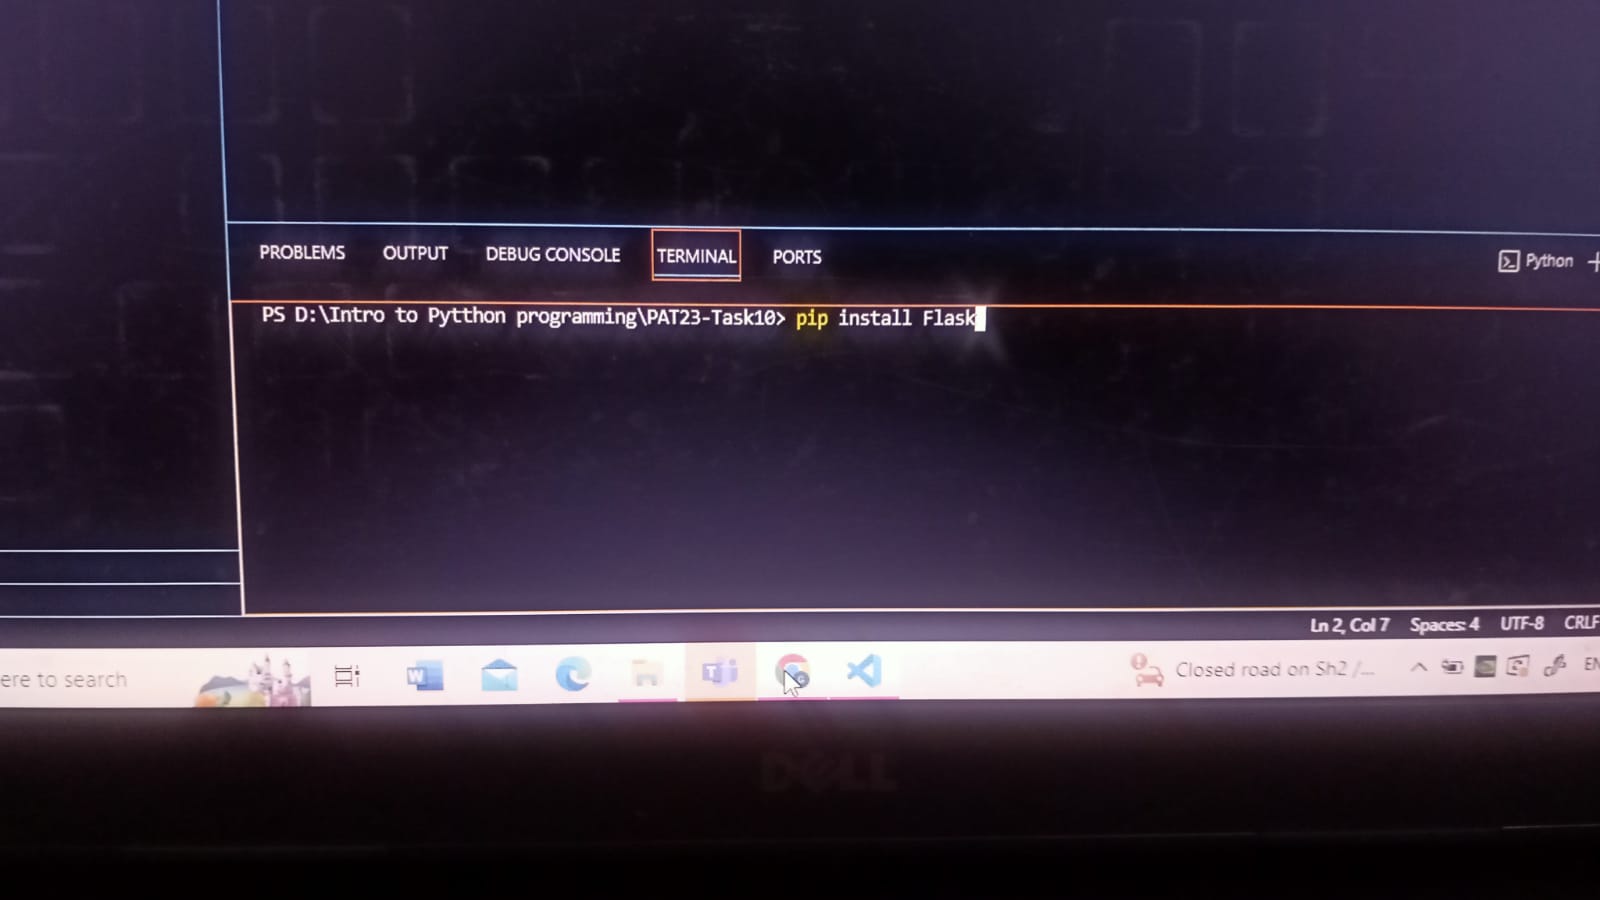 PROBLEMS OUTPUT DEBUG CONSOLE TERMINAL PORTS Python
PS D:\Intro to Pytthon programming\PAT23-Task10> pip install Flask
Ln 2, Col 7 Spaces: 4 UTF-8 CRLF
ere to search Closed road on Sh2 /... EN
DELL